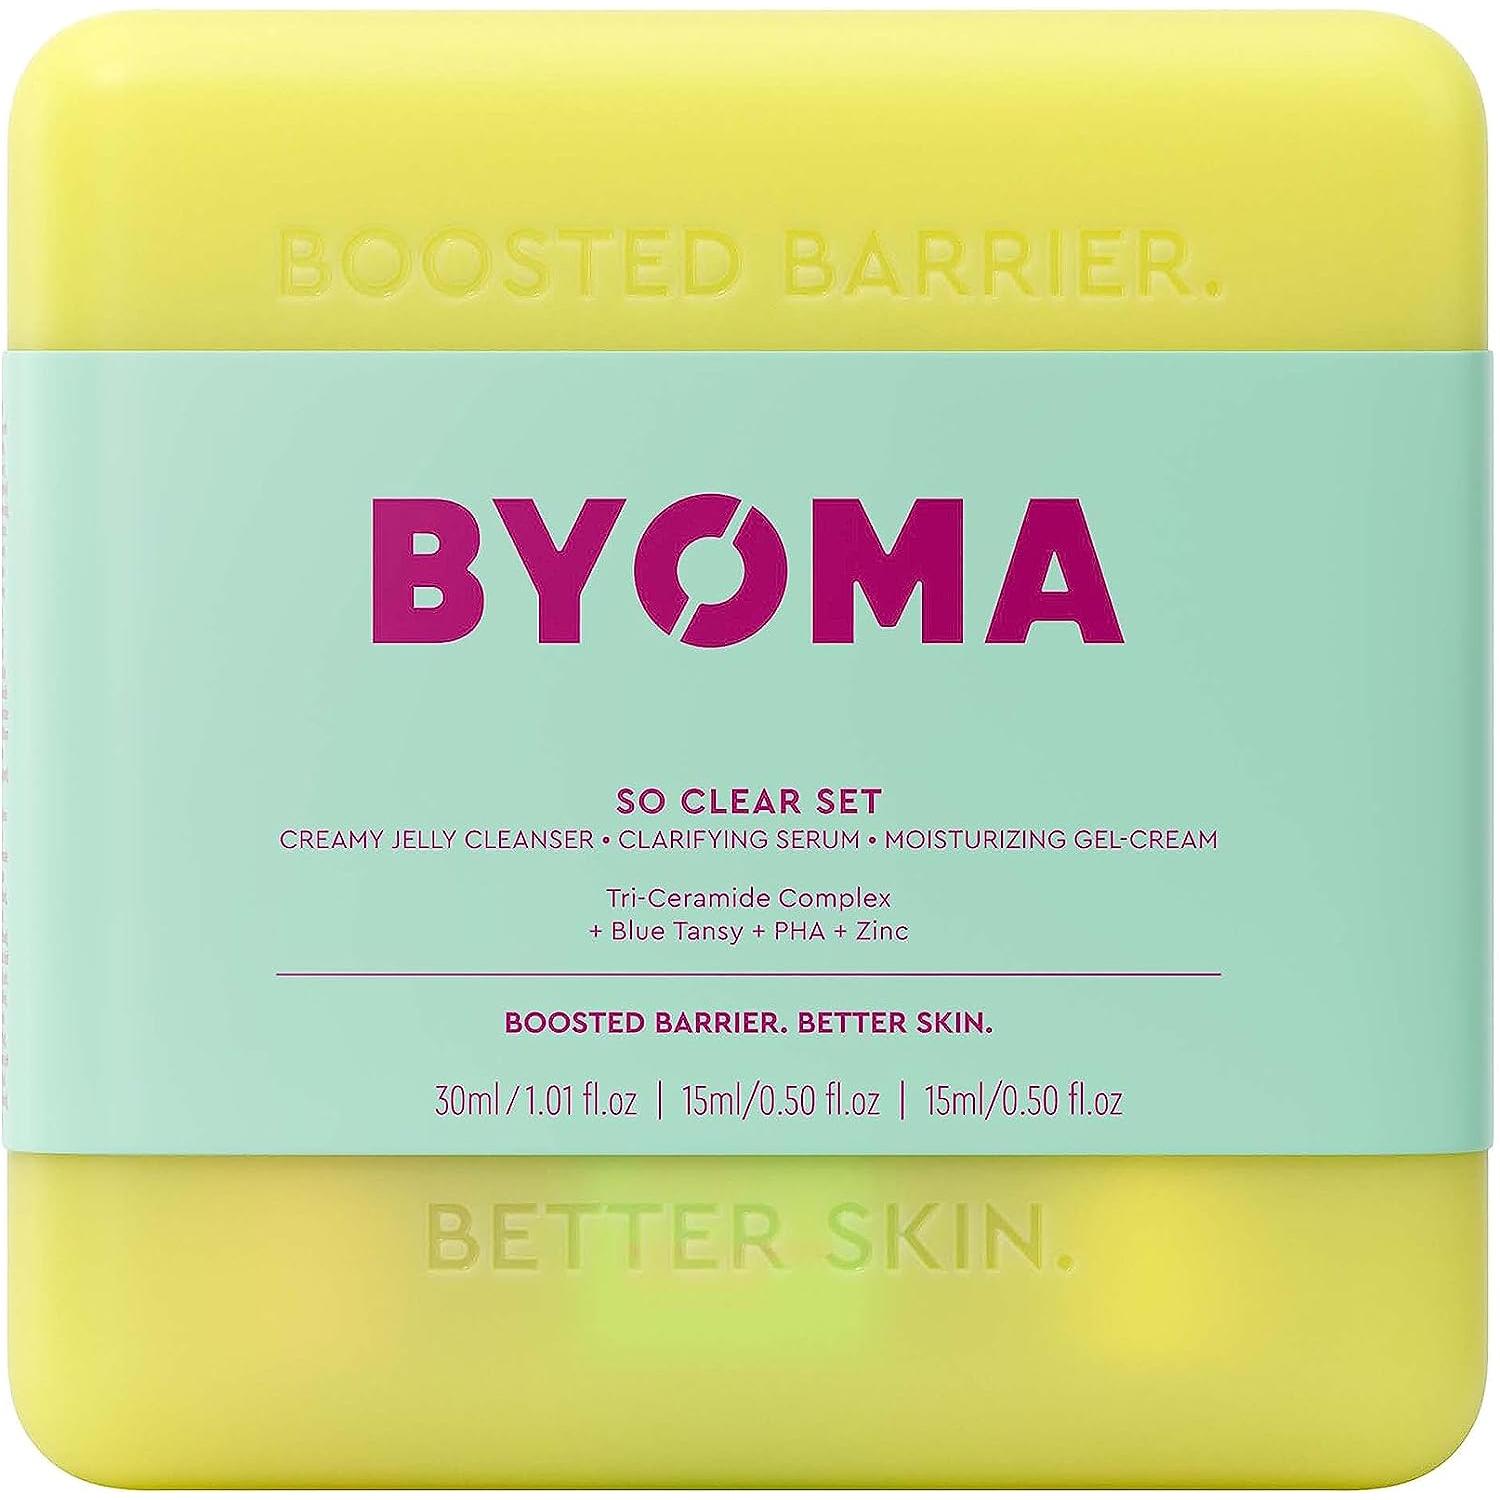 BOOSTED BARRIER.
BYOMA
SO CLEAR SET
CREAMY JELLY CLEANSER • CLARIFYING SERUM • MOISTURIZING GEL-CREAM
Tri-Ceramide Complex
+ Blue Tansy + PHA + Zinc
BOOSTED BARRIER. BETTER SKIN.
30ml / 1.01 fl.oz | 15ml/0.50 fl.oz | 15ml/0.50 fl.oz
BETTER SKIN.